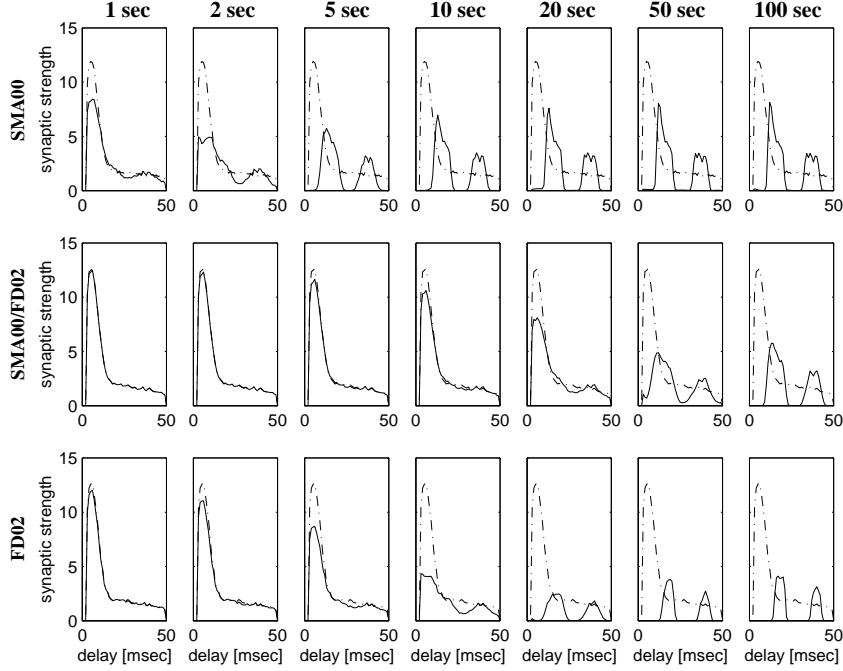 1 sec 2 sec 5 sec 10 sec 20 sec 50 sec 100 sec
SMA00
synaptic strength
15
10
5
0
0 50 0 50 0 50 0 50 0 50 0 50 0 50
SMA00/FD02
synaptic strength
15
10
5
0
0 50 0 50 0 50 0 50 0 50 0 50 0 50
FD02
synaptic strength
15
10
5
0
0 50 0 50 0 50 0 50 0 50 0 50 0 50
delay [msec] delay [msec] delay [msec] delay [msec] delay [msec] delay [msec] delay [msec]